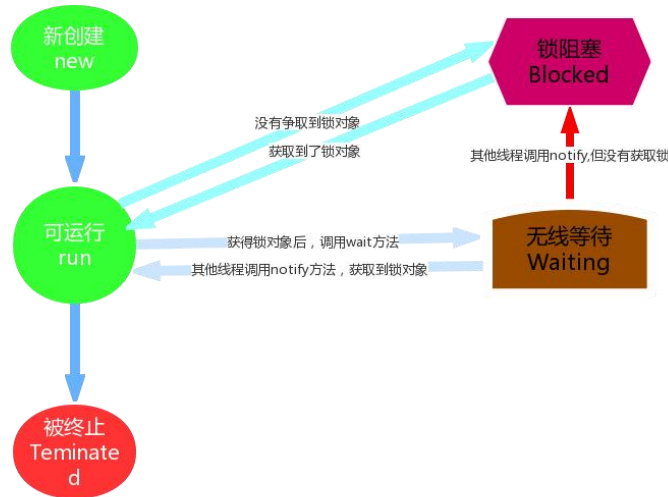 新创建
new
锁阻塞
Blocked
没有争取到锁对象
获取到了锁对象
其他线程调用notify,但没有获取锁
可运行
run
获得锁对象后，调用wait方法
其他线程调用notify方法，获取到锁对象
无线等待
Waiting
被终止
Teminate
d